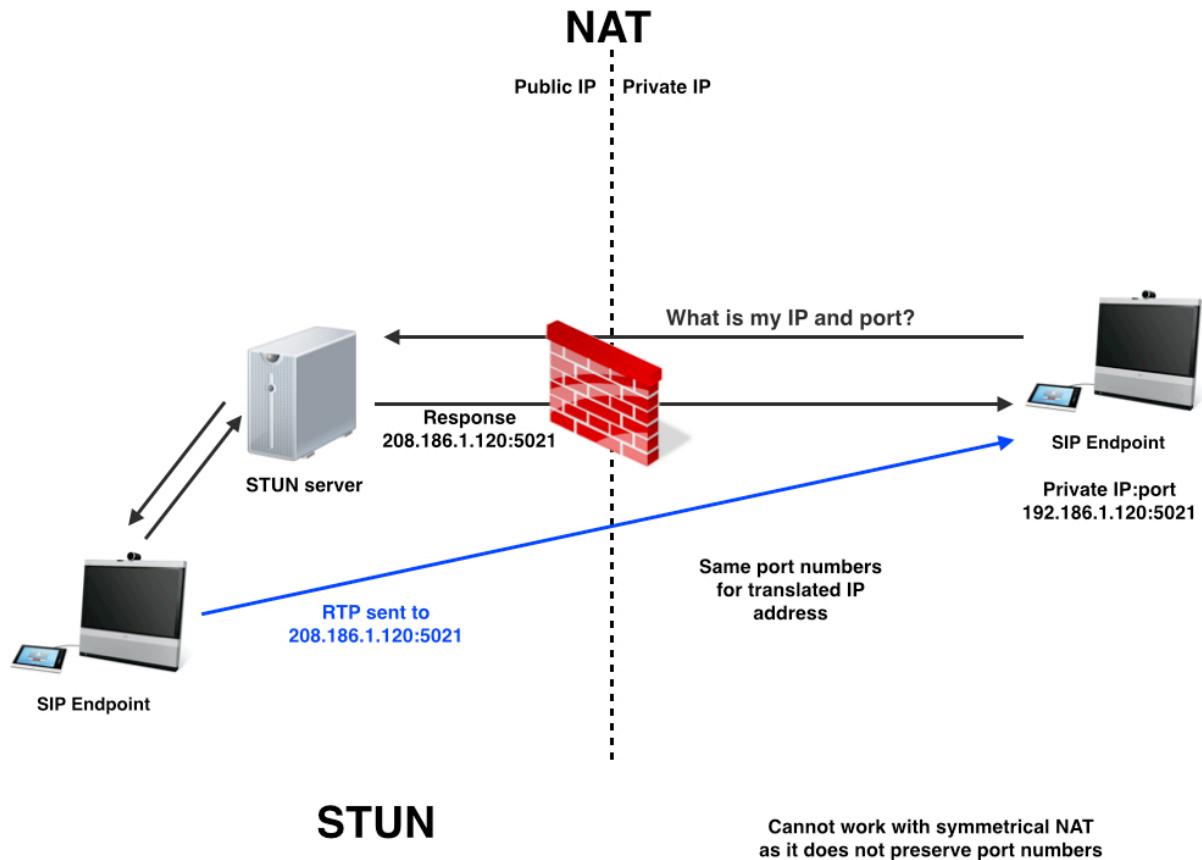 NAT
Public IP
Private IP
What is my IP and port?
Response
208.186.1.120:5021
STUN server
SIP Endpoint
Private IP:port
192.186.1.120:5021
Same port numbers
for translated IP
address
RTP sent to
208.186.1.120:5021
SIP Endpoint
STUN
Cannot work with symmetrical NAT
as it does not preserve port numbers